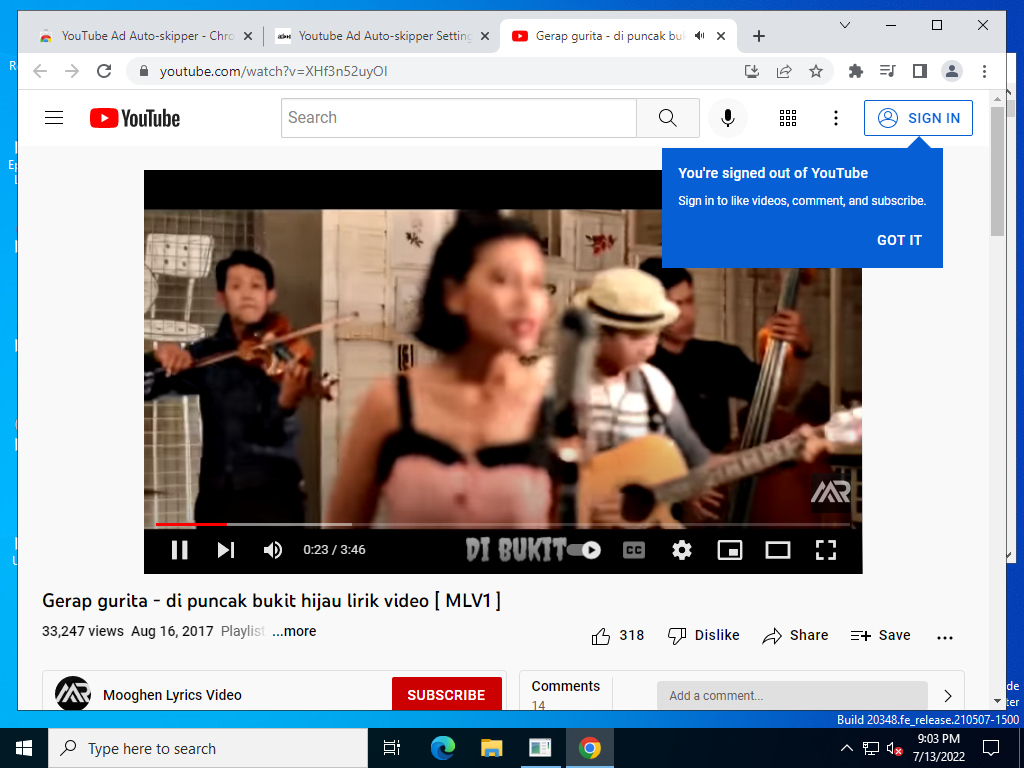 YouTube Ad Auto-skipper - Chro
Youtube Ad Auto-skipper Setting
Gerap gurita - di puncak buki
youtube.com/watch?v=XHf3n52uyOI
YouTube
Search
SIGN IN
You're signed out of YouTube
Sign in to like videos, comment, and subscribe.
GOT IT
0:23 / 3:46
DI BUKIT
CC
Gerap gurita - di puncak bukit hijau lirik video [ MLV1 ]
33,247 views Aug 16, 2017 Playlist ...more
318
Dislike
Share
Save
Mooghen Lyrics Video
SUBSCRIBE
Comments
14
Add a comment...
Build 20348.fe_release.210507-1500
Type here to search
9:03 PM
7/13/2022